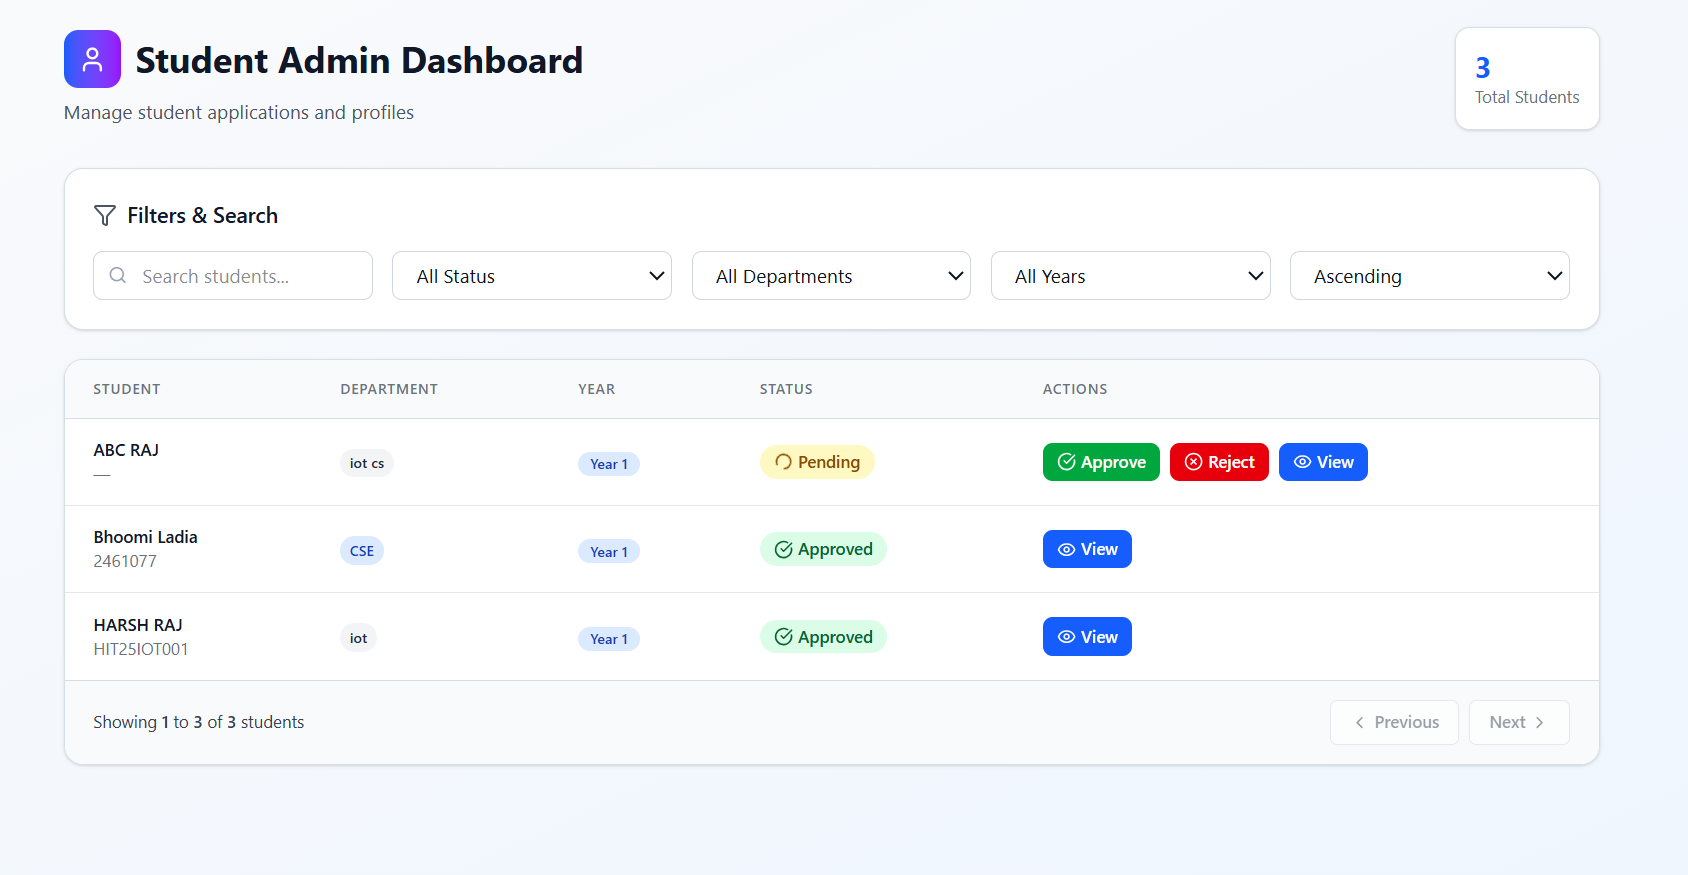 Student Admin Dashboard
Manage student applications and profiles
3
Total Students
Filters & Search
Search students...
All Status
All Departments
All Years
Ascending
STUDENT DEPARTMENT YEAR STATUS ACTIONS
ABC RAJ
—
iot cs
Year 1
Pending
Approve
Reject
View
Bhoomi Ladia
2461077
CSE
Year 1
Approved
View
HARSH RAJ
HIT25IOT001
iot
Year 1
Approved
View
Showing 1 to 3 of 3 students
Previous
Next